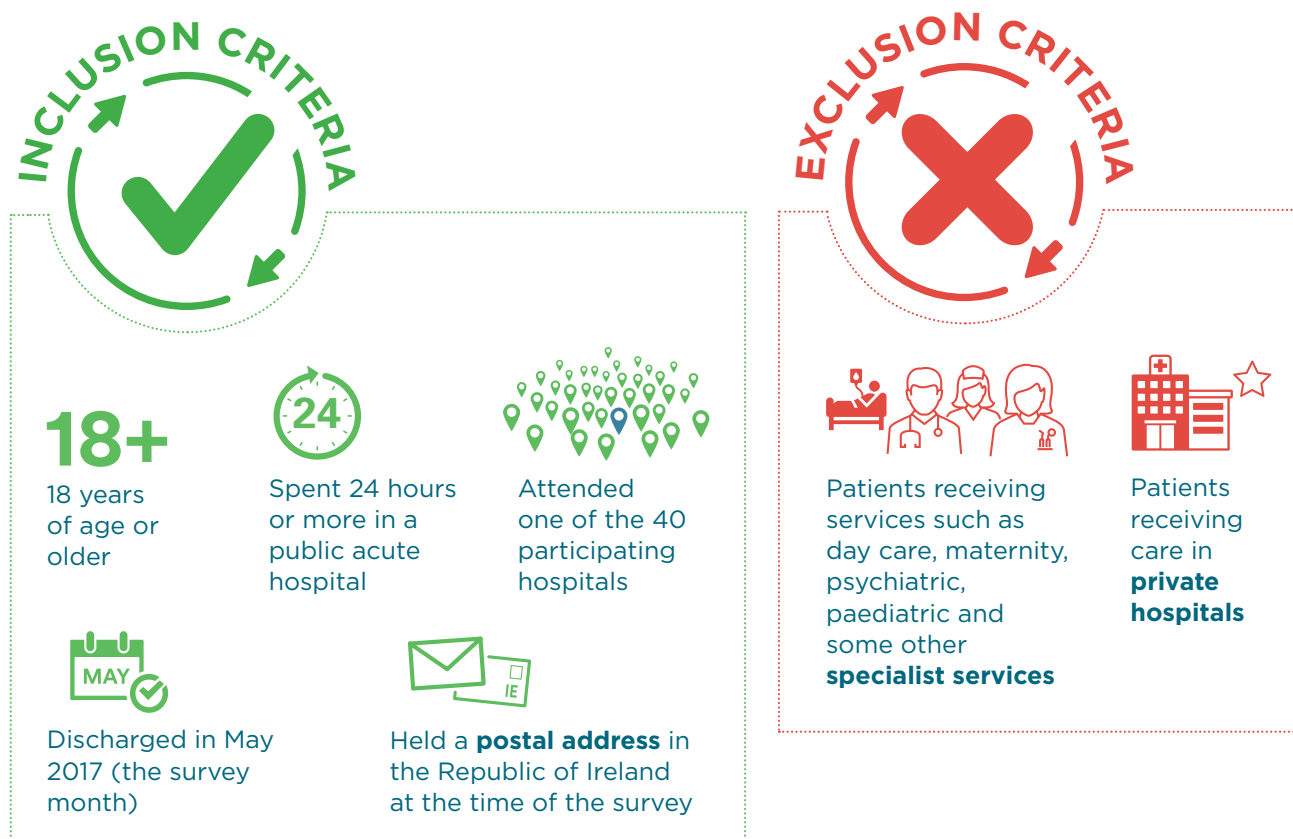 INCLUSION CRITERIA
18+
18 years
of age or
older
24
Spent 24 hours
or more in a
public acute
hospital
Attended
one of the 40
participating
hospitals
MAY
Discharged in May
2017 (the survey
month)
IE
Held a postal address in
the Republic of Ireland
at the time of the survey
EXCLUSION CRITERIA
Patients receiving
services such as
day care, maternity,
psychiatric,
paediatric and
some other
specialist services
Patients
receiving
care in
private
hospitals